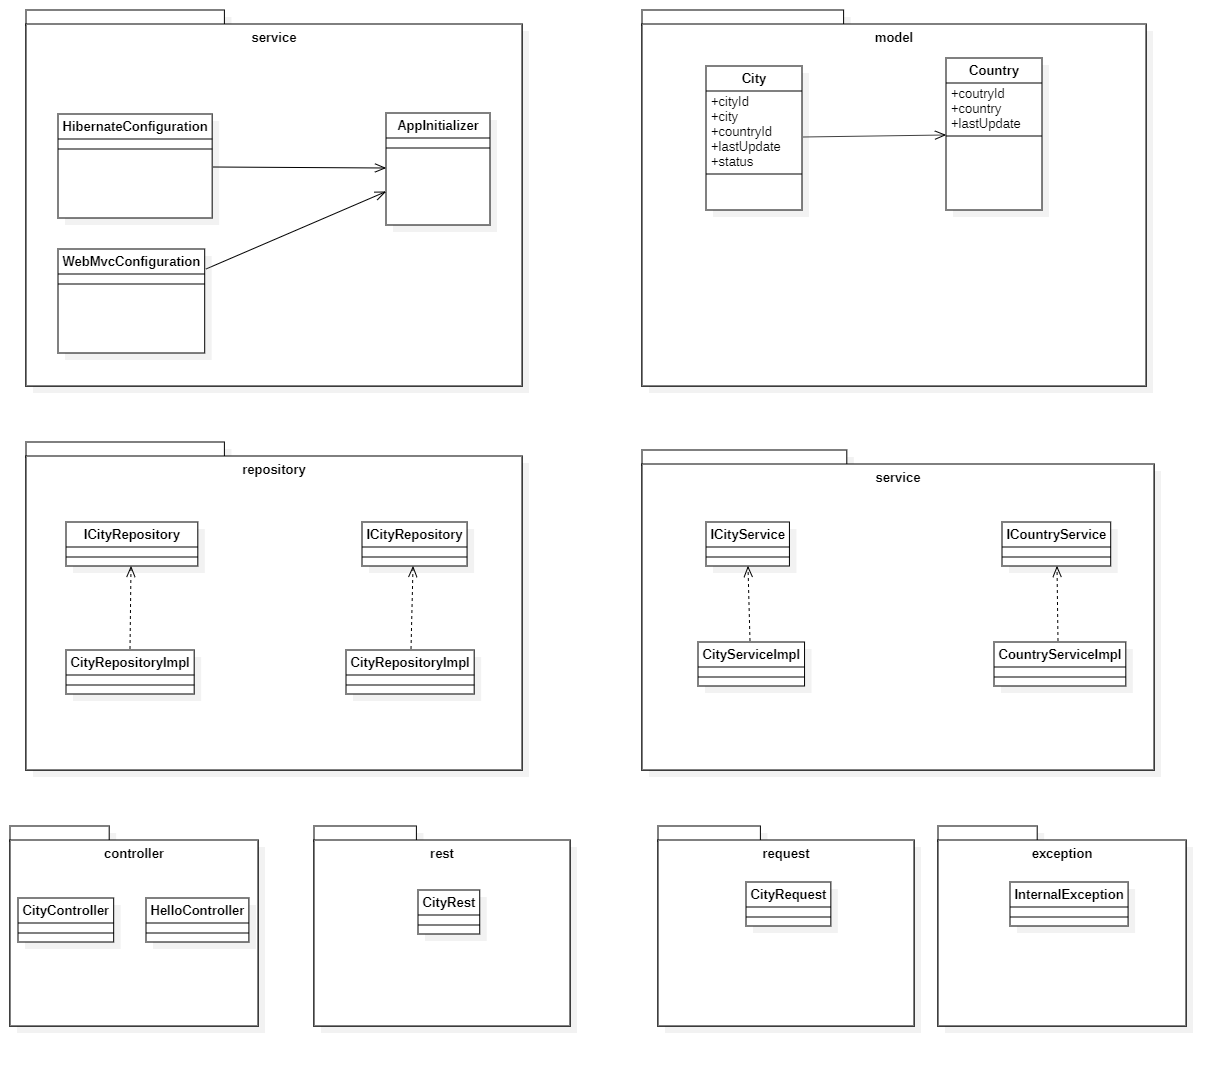 service
HibernateConfiguration
AppInitializer
WebMvcConfiguration
model
City
+cityId
+city
+countryId
+lastUpdate
+status
Country
+coutryId
+country
+lastUpdate
repository
ICityRepository
ICityRepository
CityRepositoryImpl
CityRepositoryImpl
service
ICityService
ICountryService
CityServiceImpl
CountryServiceImpl
controller
CityController
HelloController
rest
CityRest
request
CityRequest
exception
InternalException